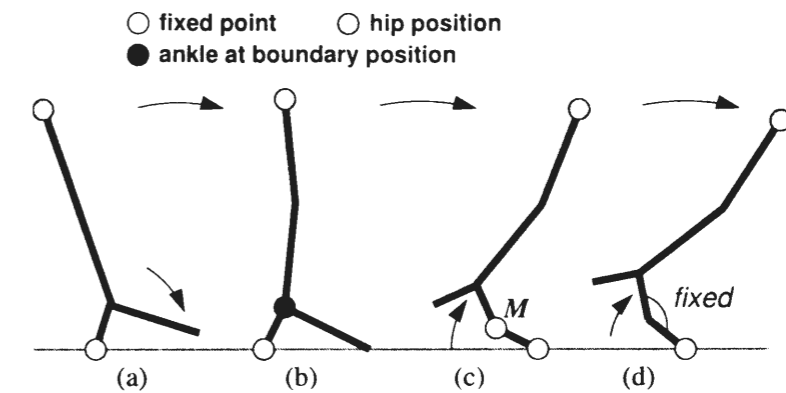 fixed point hip position
ankle at boundary position
M
fixed
(a) (b) (c) (d)